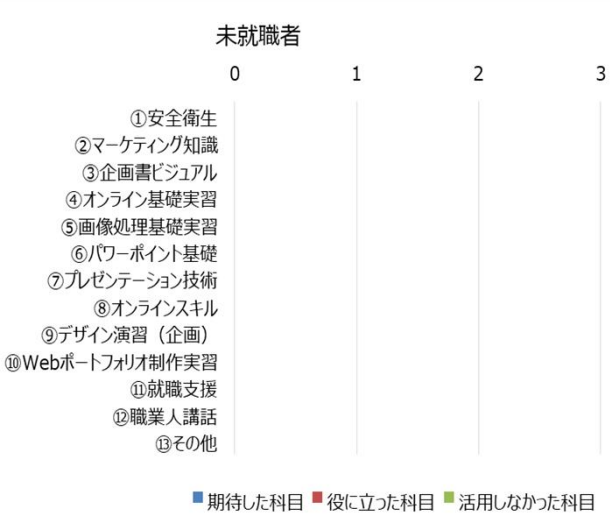 未就職者
0 1 2 3
①安全衛生
②マーケティング知識
③企画書ビジュアル
④オンライン基礎実習
⑤画像処理基礎実習
⑥パワーポイント基礎
⑦プレゼンテーション技術
⑧オンラインスキル
⑨デザイン演習（企画）
⑩Webポートフォリオ制作実習
⑪就職支援
⑫職業人講話
⑬その他
期待した科目 役に立った科目 活用しなかった科目